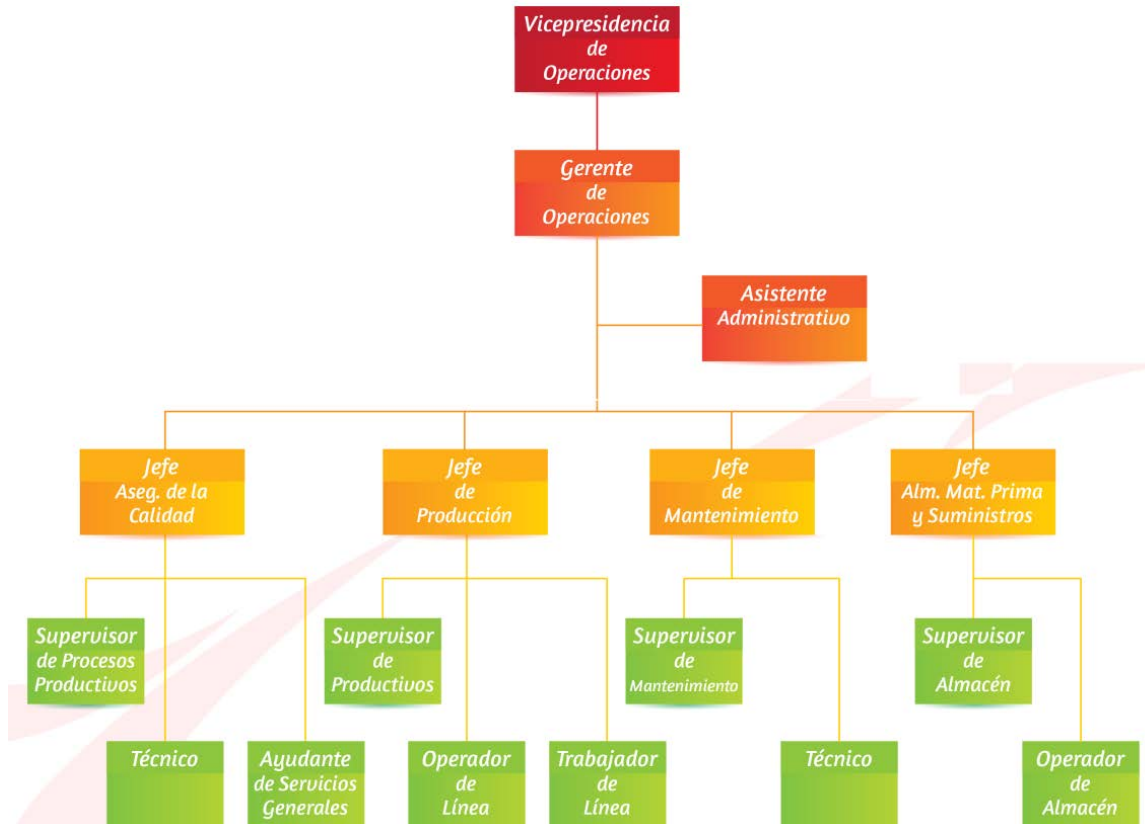 Vicepresidencia
de
Operaciones
Gerente
de
Operaciones
Asistente
Administrativo
Jefe
Aseg. de la
Calidad
Jefe
de
Producción
Jefe
de
Mantenimiento
Jefe
Alm. Mat. Prima
y Suministros
Supervisor
de Procesos
Productivos
Supervisor
de
Productivos
Supervisor
de
Mantenimiento
Supervisor
de
Almacén
Técnico
Ayudante
de Servicios
Generales
Operador
de
Línea
Trabajador
de
Línea
Técnico
Operador
de
Almacén